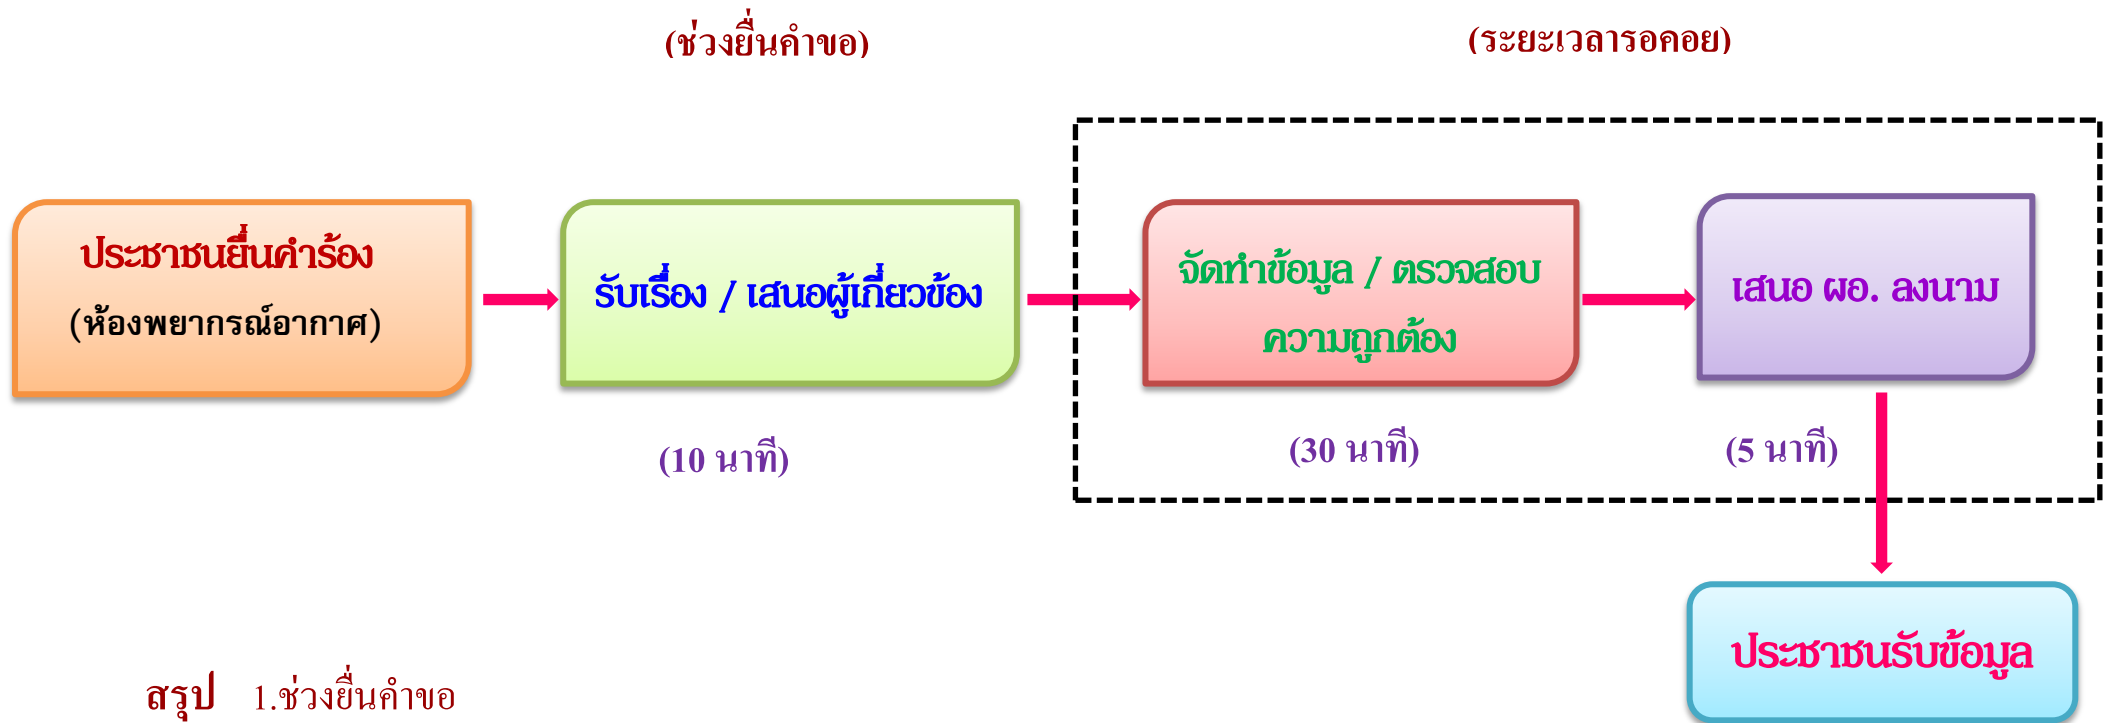 (ช่วงยื่นคำขอ)
(ระยะเวลารอคอย)
ประชาชนยื่นคำร้อง
(ห้องพยากรณ์อากาศ)
รับเรื่อง / เสนอผู้เกี่ยวข้อง
จัดทำข้อมูล / ตรวจสอบ
ความถูกต้อง
เสนอ ผอ. ลงนาม
(10 นาที)
(30 นาที)
(5 นาที)
ประชาชนรับข้อมูล
สรุป 1.ช่วงยื่นคำขอ